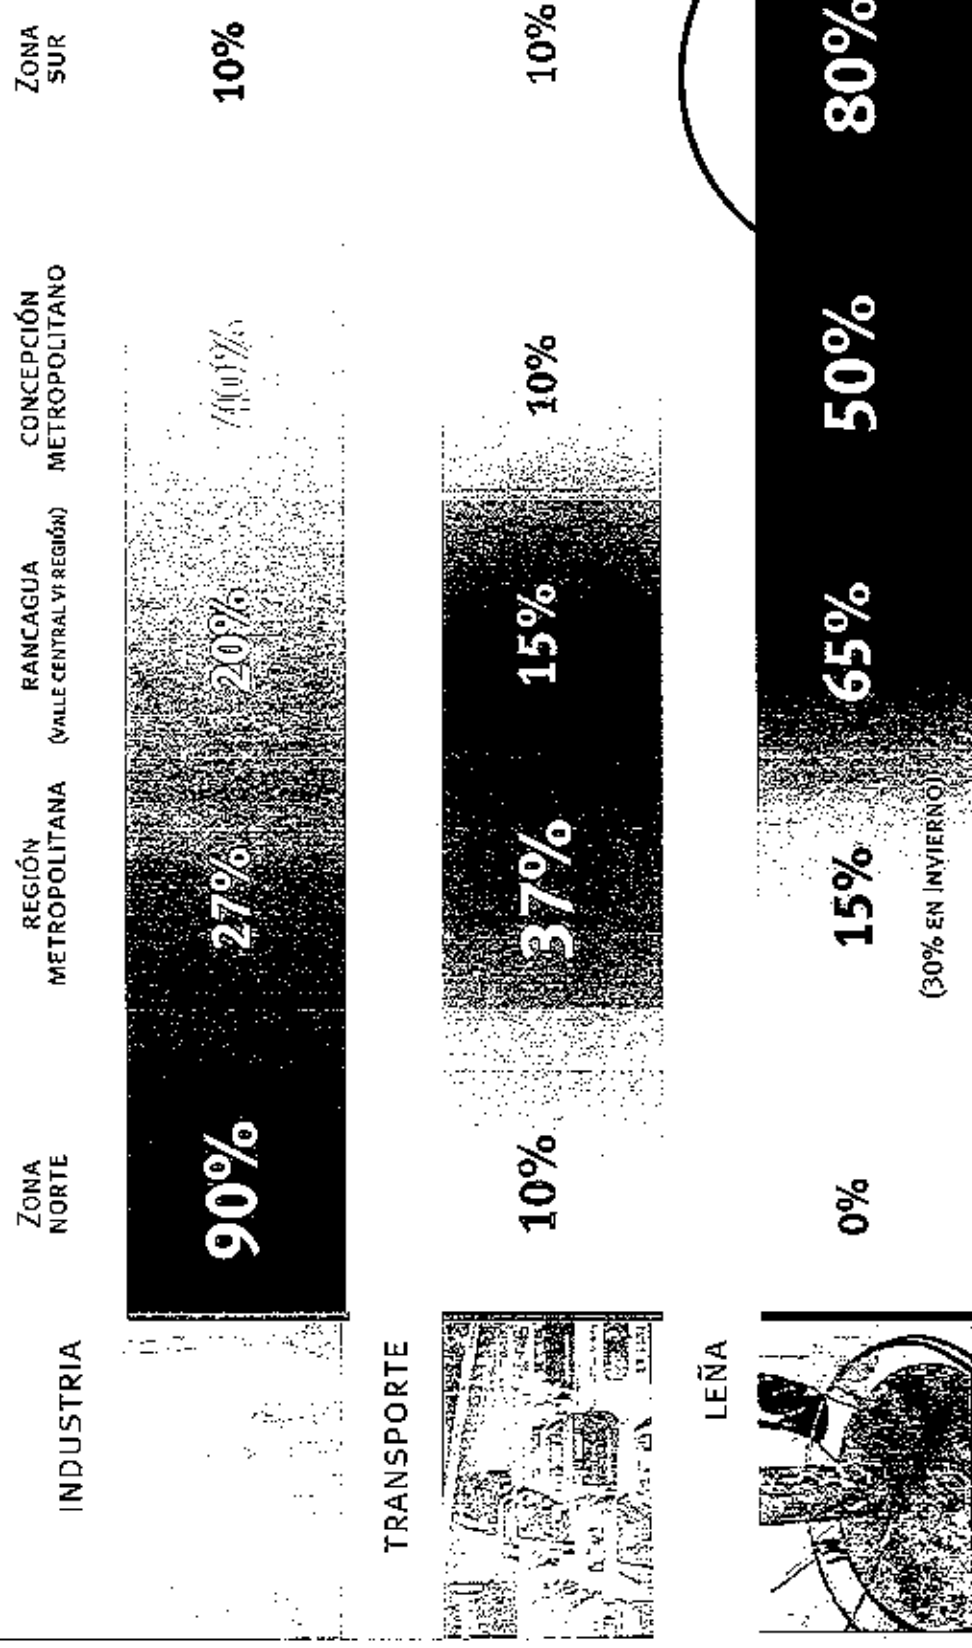 ZONA
NORTE
REGIÓN
METROPOLITANA
RANCAGUA
(VALLE CENTRAL VI REGIÓN)
CONCEPCIÓN
METROPOLITANO
ZONA
SUR
INDUSTRIA
90%
27%
20%
40%
10%
TRANSPORTE
10%
37%
15%
10%
10%
LEÑA
0%
15%
(30% EN INVIERNO)
65%
50%
80%